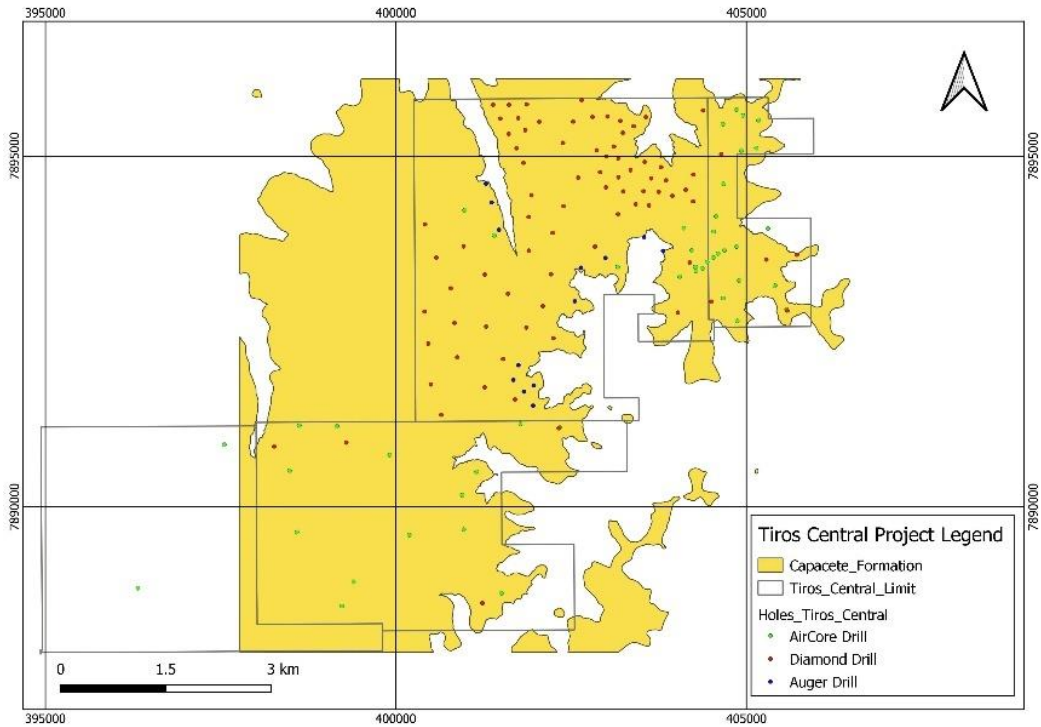 395000 400000 405000
7895000 7895000
7890000 7890000
Tiros Central Project Legend
Capacete_Formation
Tiros_Central_Limit
Holes_Tiros_Central
AirCore Drill
Diamond Drill
Auger Drill
0 1.5 3 km
395000 400000 405000